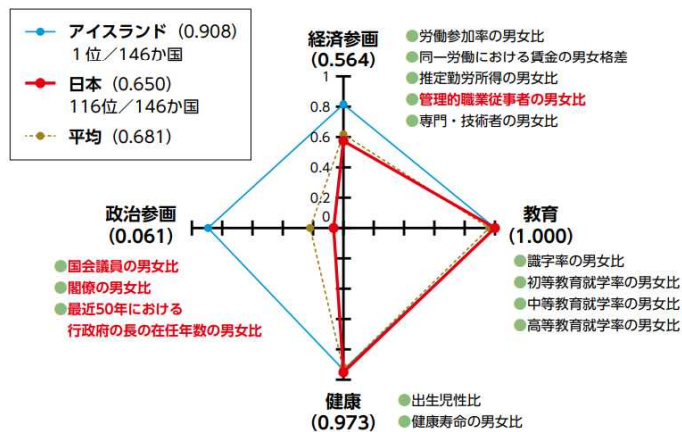 アイスランド（0.908）
1位／146か国
日本（0.650）
116位／146か国
平均（0.681）
経済参画
(0.564)
●労働参加率の男女比
●同一労働における賃金の男女格差
●推定勤労所得の男女比
●管理的職業従事者の男女比
●専門・技術者の男女比
1
0.8
0.6
0.4
0.2
0
政治参画
(0.061)
●国会議員の男女比
●閣僚の男女比
●最近50年における
行政府の長の在任年数の男女比
教育
(1.000)
●識字率の男女比
●初等教育就学率の男女比
●中等教育就学率の男女比
●高等教育就学率の男女比
健康
(0.973)
●出生児性比
●健康寿命の男女比